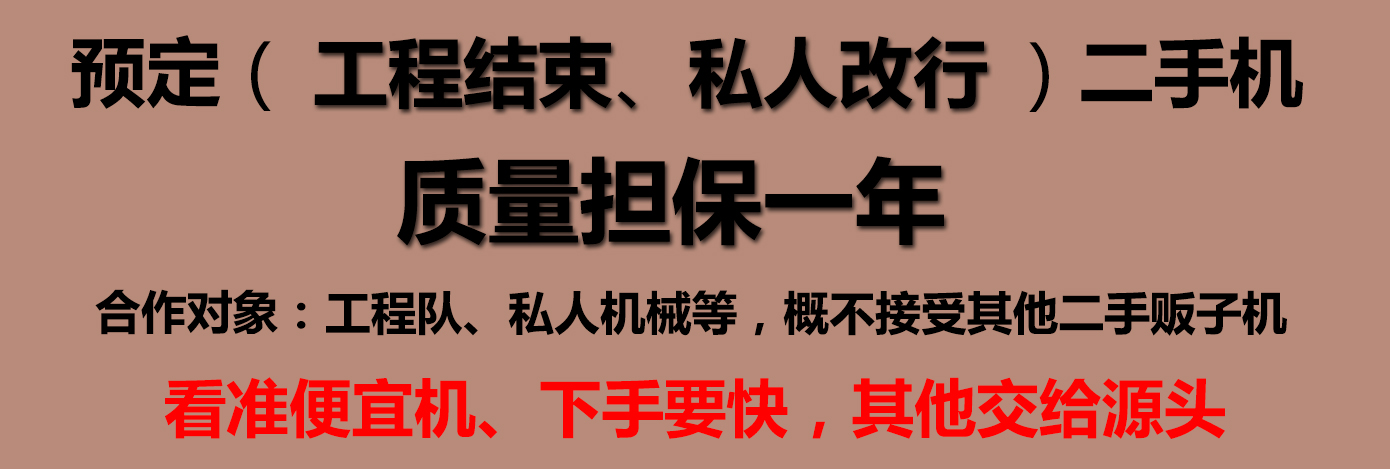 预定（ 工程结束、私人改行 ）二手机
质量担保一年
合作对象：工程队、私人机械等，概不接受其他二手贩子机
看准便宜机、下手要快，其他交给源头